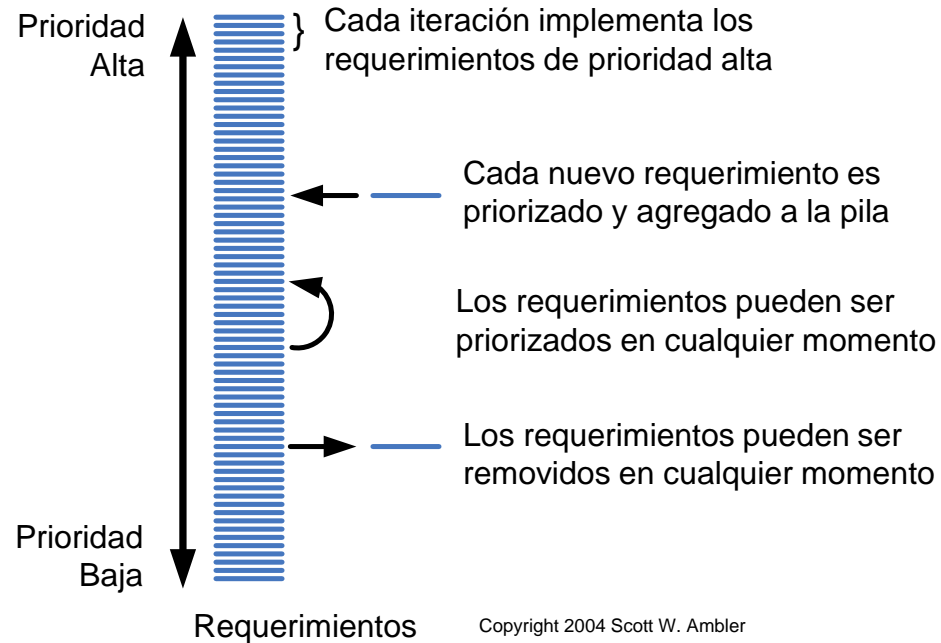 Prioridad
Alta
Cada iteración implementa los
requerimientos de prioridad alta
Cada nuevo requerimiento es
priorizado y agregado a la pila
Los requerimientos pueden ser
priorizados en cualquier momento
Los requerimientos pueden ser
removidos en cualquier momento
Prioridad
Baja
Requerimientos
Copyright 2004 Scott W. Ambler